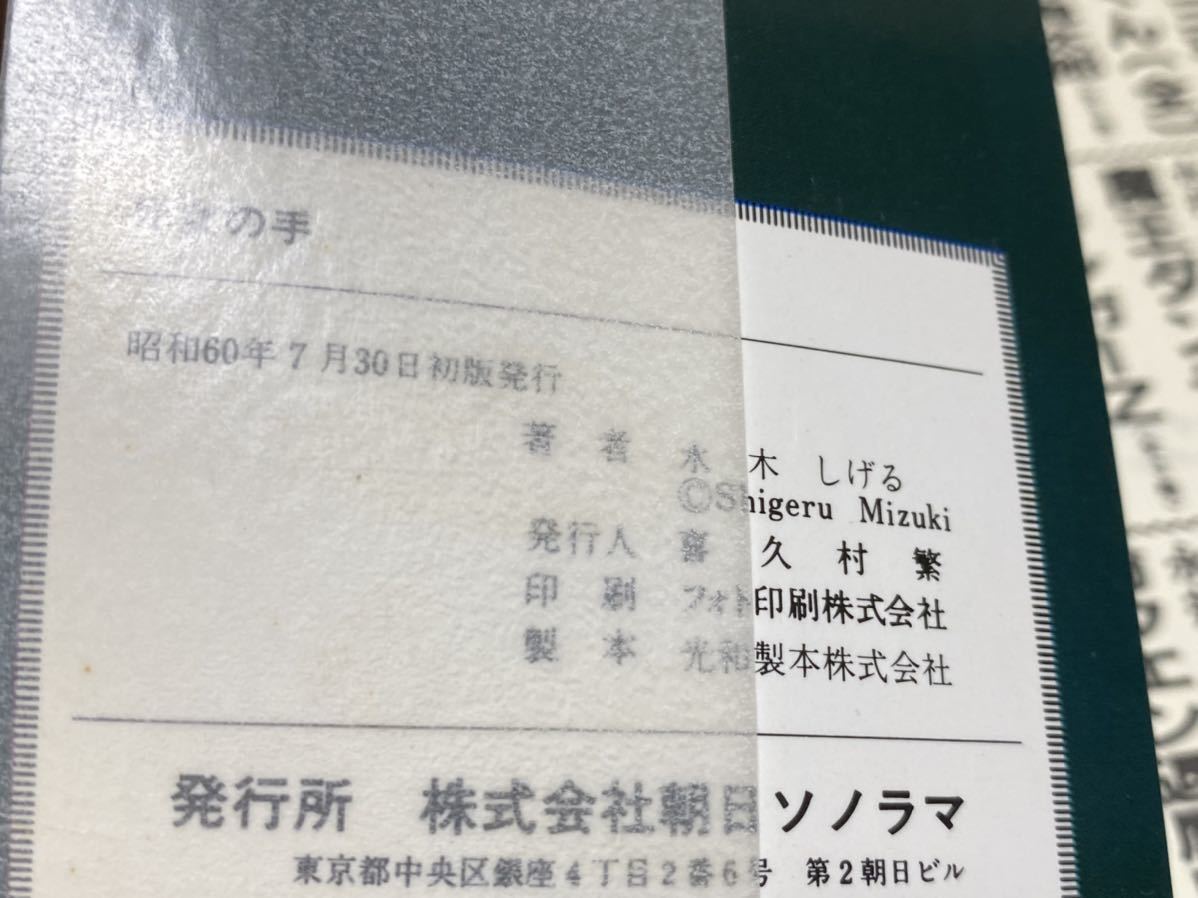 の手
昭和60年7月30日初版発行
著者 水木しげる
©Shigeru Mizuki
発行人 喜久村繁
印刷 フォト印刷株式会社
製本 光和製本株式会社
発行所 株式会社朝日ソノラマ
東京都中央区銀座4丁目2番6号 第2朝日ビル